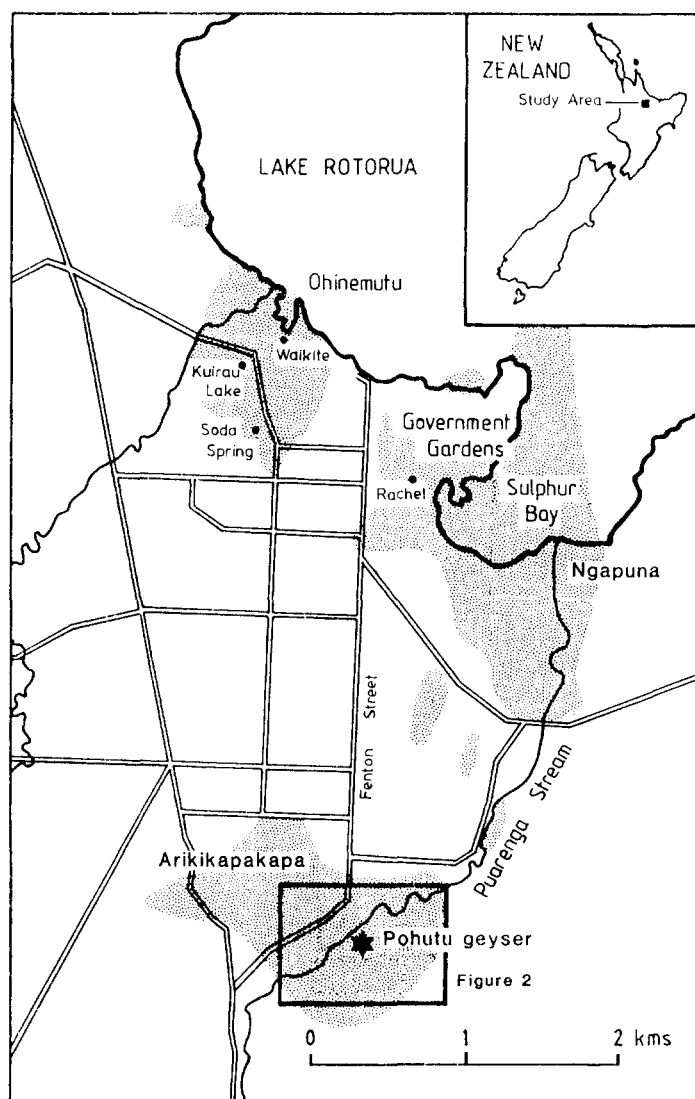 NEW
ZEALAND
Study Area
LAKE ROTORUA
Ohinemutu
Waikite
Kuirau
Lake
Soda
Spring
Government
Gardens
Rachel
Sulphur
Bay
Ngapuna
Fenton Street
Puarenga Stream
Arikikapakapa
Pohutu geyser
Figure 2
0 1 2 kms